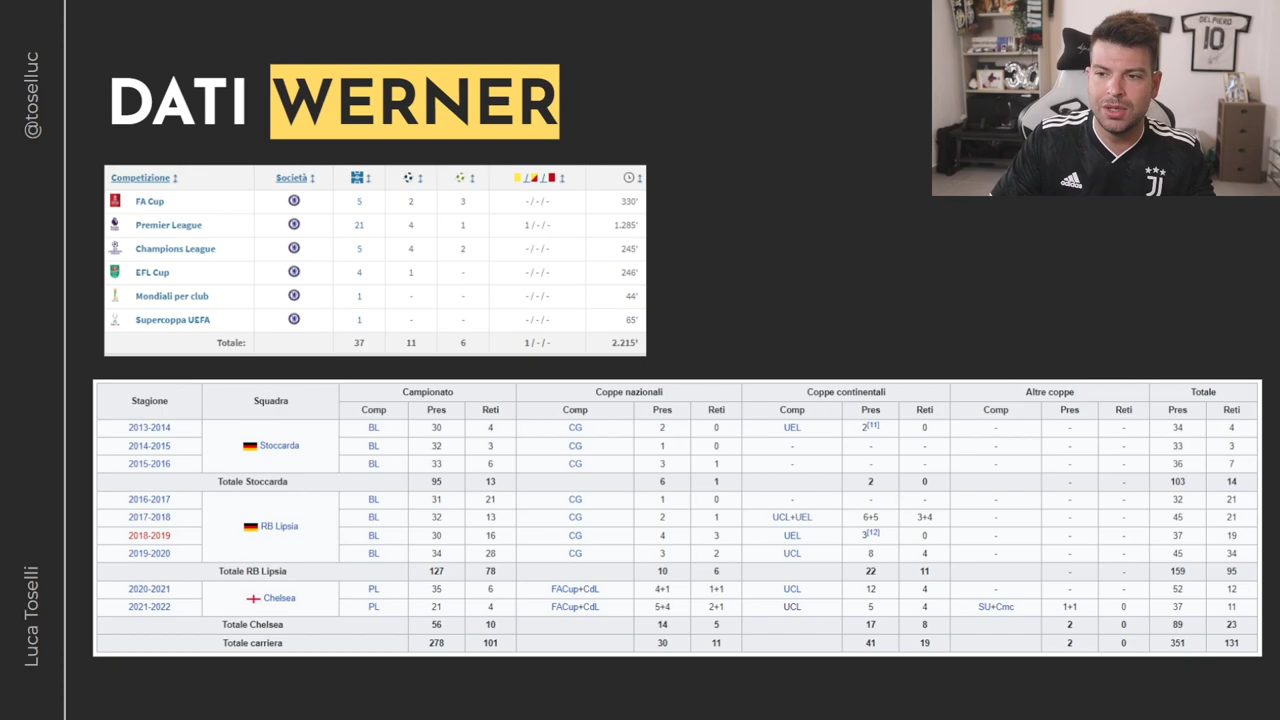 @toselluc
Luca Toselli
DATI WERNER
DEL PIERO
10
adidas
Competizione Società
FA Cup 5 2 3 -/-/- 330'
Premier League 21 4 1 1/-/- 1.285'
Champions League 5 4 2 -/-/- 245'
EFL Cup 4 1 - -/-/- 246'
Mondiali per club 1 - - -/-/- 44'
Supercoppa UEFA 1 - - -/-/- 65'
Totale: 37 11 6 1/-/- 2.215'
Stagione Squadra Campionato Coppe nazionali Coppe continentali Altre coppe Totale
Comp Pres Reti Comp Pres Reti Comp Pres Reti Comp Pres Reti Pres Reti
2013-2014 Stoccarda BL 30 4 CG 2 0 UEL 2[11] 0 - - - 34 4
2014-2015 BL 32 3 CG 1 0 - - - - - - 33 3
2015-2016 BL 33 6 CG 3 1 - - - - - - 36 7
Totale Stoccarda 95 13 6 1 2 0 103 14
2016-2017 RB Lipsia BL 31 21 CG 1 0 - - - - - - 32 21
2017-2018 BL 32 13 CG 2 1 UCL+UEL 6+5 3+4 - - - 45 21
2018-2019 BL 30 16 CG 4 3 UEL 3[12] 0 - - - 37 19
2019-2020 BL 34 28 CG 3 2 UCL 8 4 - - - 45 34
Totale RB Lipsia 127 78 10 6 22 11 - - 159 95
2020-2021 Chelsea PL 35 6 FACup+CdL 4+1 1+1 UCL 12 4 - - - 52 12
2021-2022 PL 21 4 FACup+CdL 5+4 2+1 UCL 5 4 SU+Cmc 1+1 0 37 11
Totale Chelsea 56 10 14 5 17 8 2 0 89 23
Totale carriera 278 101 30 11 41 19 2 0 351 131